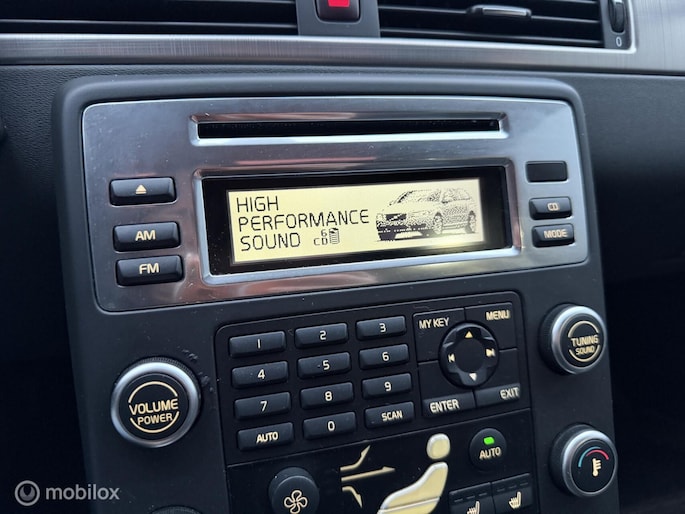 HIGH
PERFORMANCE
SOUND 6
CD
AM
FM
CD
MODE
MY KEY
MENU
1 2 3
4 5 6
7 8 9
AUTO 0 SCAN
ENTER
EXIT
VOLUME
POWER
TUNING
SOUND
AUTO
0
mobilox